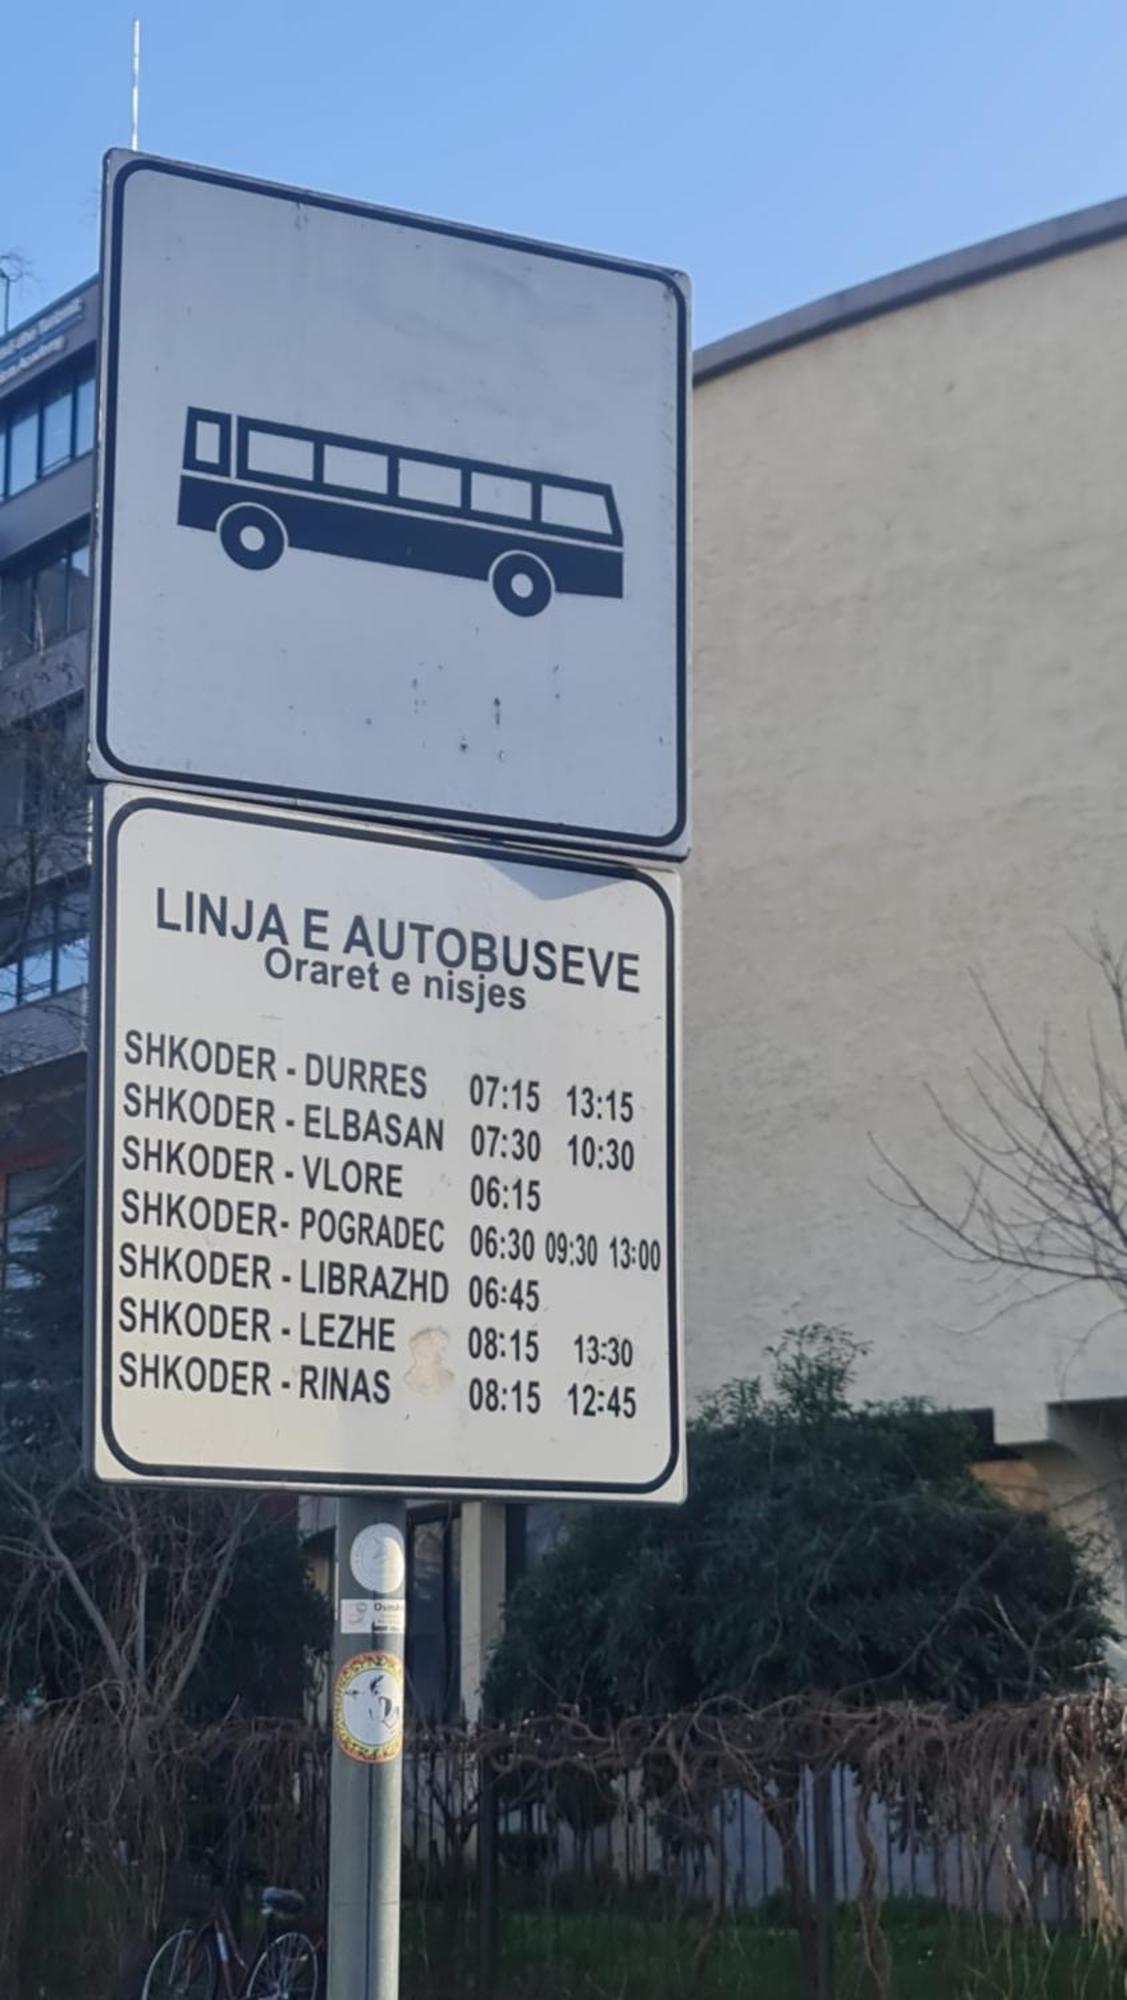 LINJA E AUTOBUSEVE
Oraret e nisjes
SHKODER - DURRES 07:15 13:15
SHKODER - ELBASAN 07:30 10:30
SHKODER - VLORE 06:15
SHKODER- POGRADEC 06:30 09:30 13:00
SHKODER - LIBRAZHD 06:45
SHKODER - LEZHE 08:15 13:30
SHKODER - RINAS 08:15 12:45